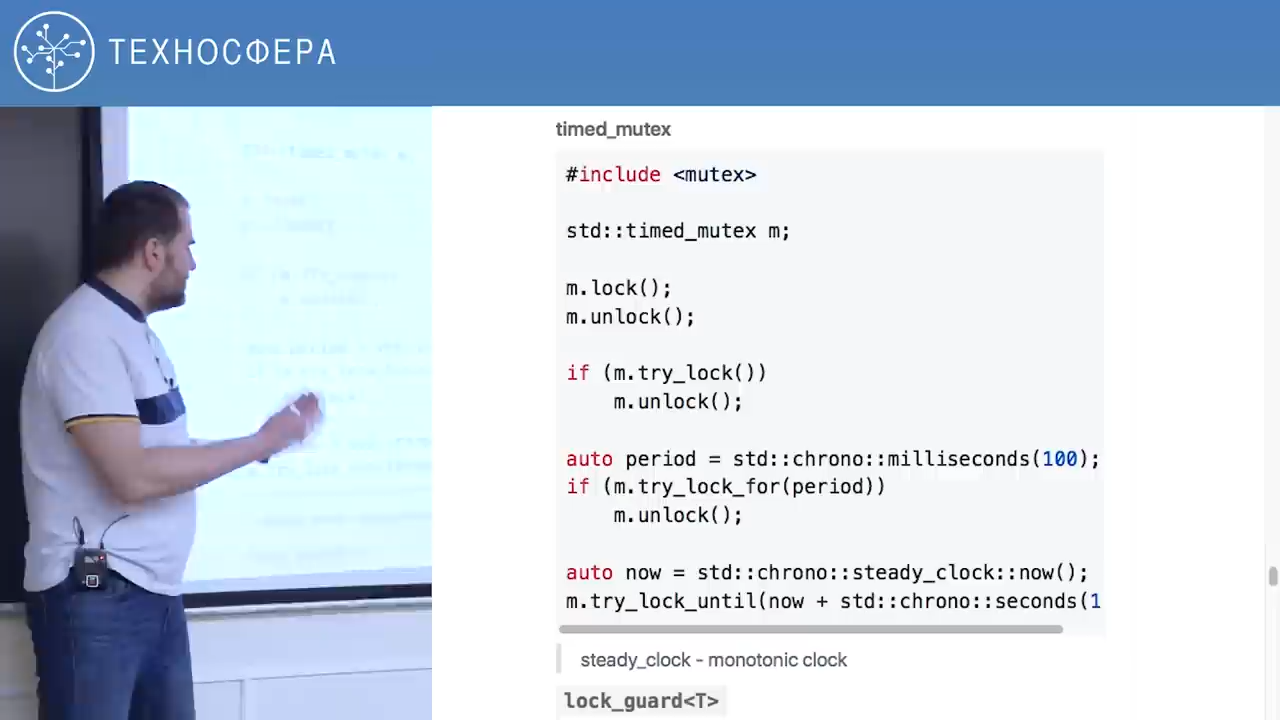 ТЕХНОСФЕРА
timed_mutex
#include <mutex>
std::timed_mutex m;
m.lock();
m.unlock();
if (m.try_lock())
    m.unlock();
auto period = std::chrono::milliseconds(100);
if (m.try_lock_for(period))
    m.unlock();
auto now = std::chrono::steady_clock::now();
m.try_lock_until(now + std::chrono::seconds(1
steady_clock - monotonic clock
lock_guard<T>